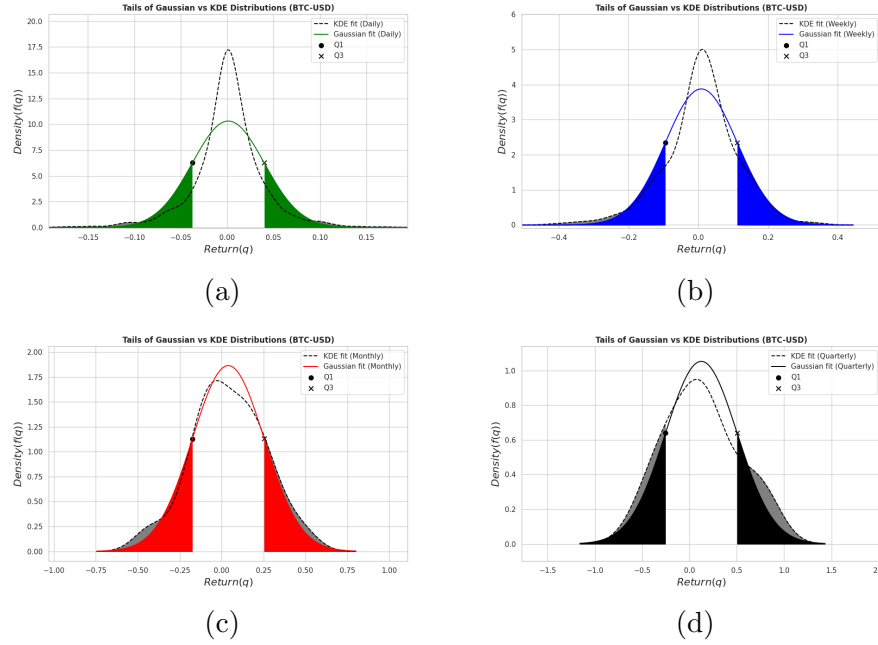 Tails of Gaussian vs KDE Distributions (BTC-USD)
KDE fit (Daily)
Gaussian fit (Daily)
Q1
Q3
Density(f(q))
20.0
17.5
15.0
12.5
10.0
7.5
5.0
2.5
0.0
−0.15 −0.10 −0.05 0.00 0.05 0.10 0.15
Return(q)
(a)
Tails of Gaussian vs KDE Distributions (BTC-USD)
KDE fit (Weekly)
Gaussian fit (Weekly)
Q1
Q3
Density(f(q))
6
5
4
3
2
1
0
−0.4 −0.2 0.0 0.2 0.4
Return(q)
(b)
Tails of Gaussian vs KDE Distributions (BTC-USD)
KDE fit (Monthly)
Gaussian fit (Monthly)
Q1
Q3
Density(f(q))
2.00
1.75
1.50
1.25
1.00
0.75
0.50
0.25
0.00
−1.00 −0.75 −0.50 −0.25 0.00 0.25 0.50 0.75 1.00
Return(q)
(c)
Tails of Gaussian vs KDE Distributions (BTC-USD)
KDE fit (Quarterly)
Gaussian fit (Quarterly)
Q1
Q3
Density(f(q))
1.0
0.8
0.6
0.4
0.2
0.0
−1.5 −1.0 −0.5 0.0 0.5 1.0 1.5
Return(q)
(d)